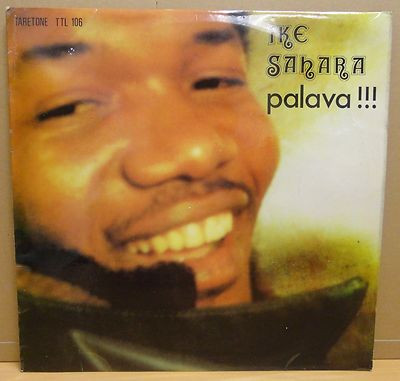 TARETONE TTL 106
IKE
SAHARA
palava!!!